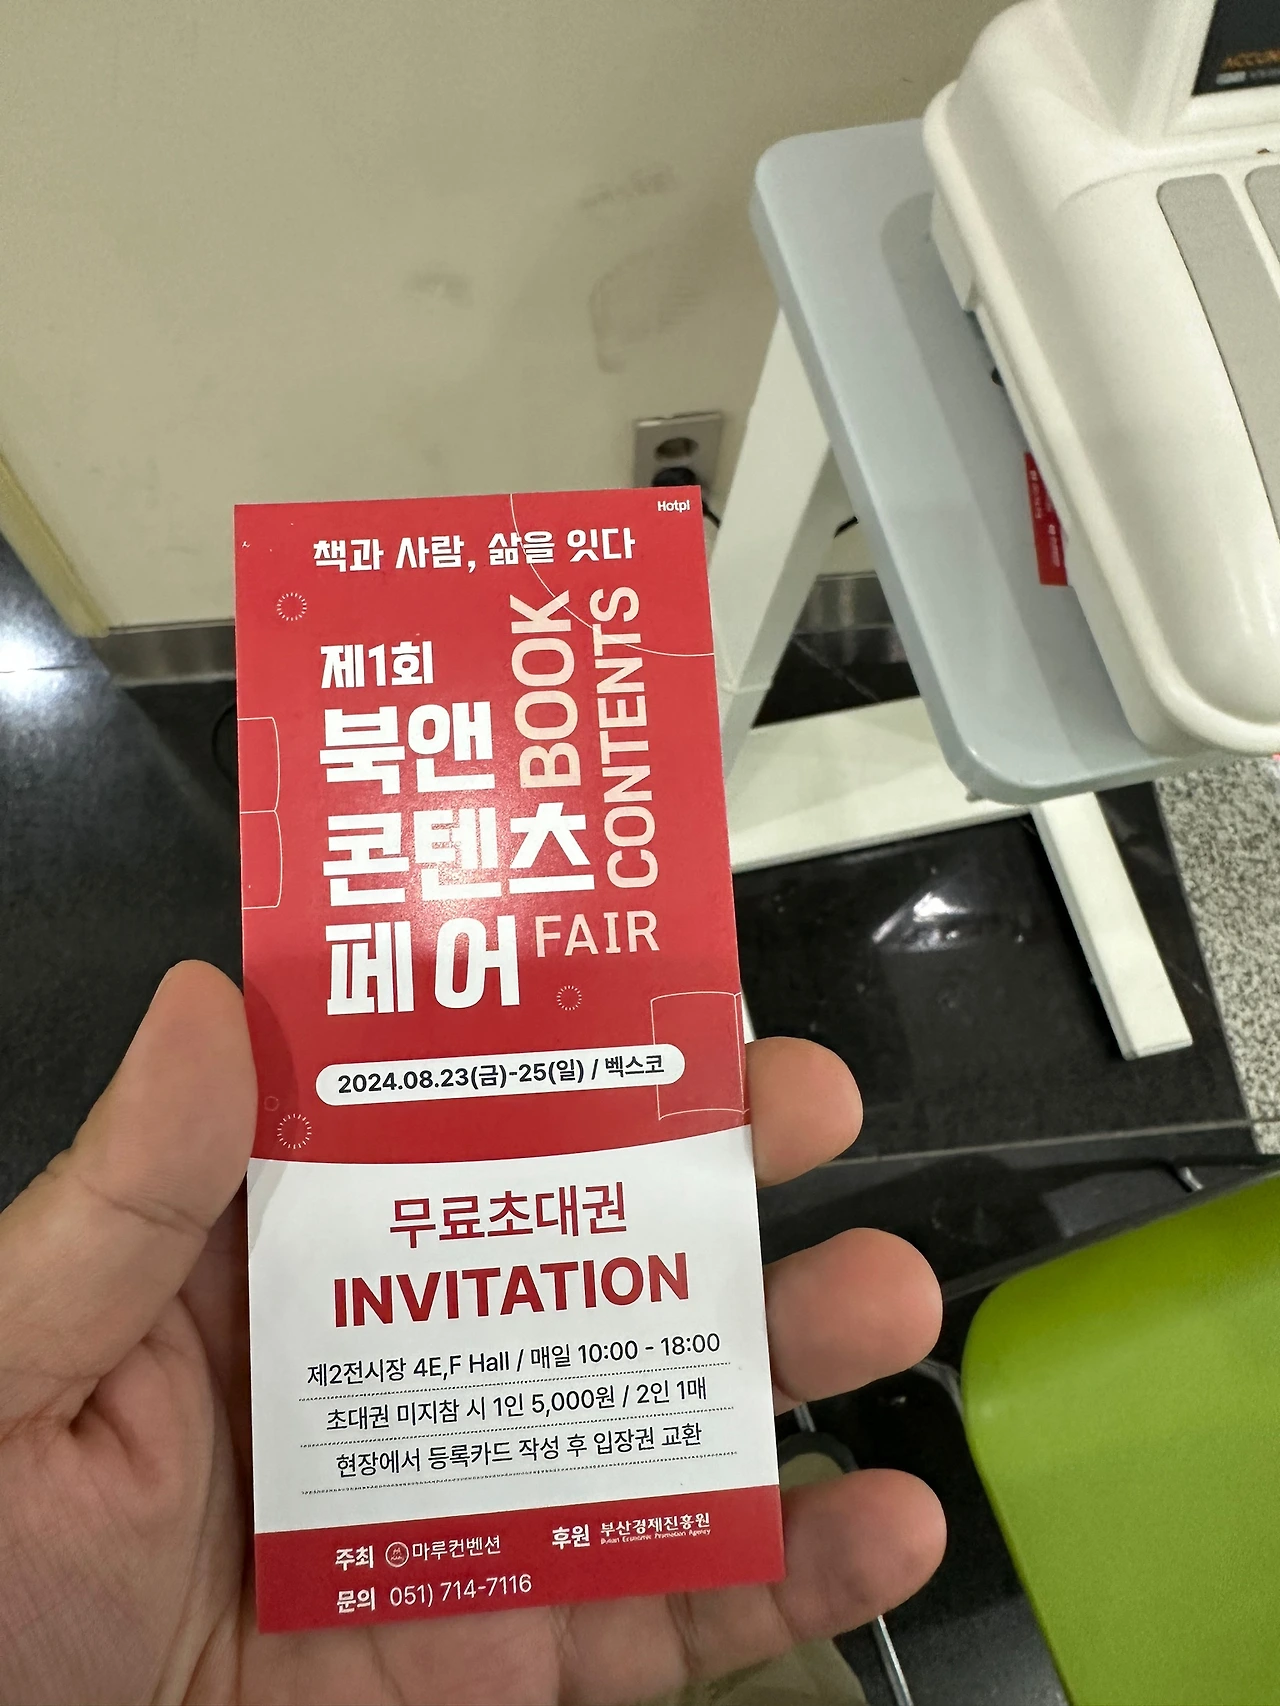 Hotpl
책과 사람, 삶을 잇다
제1회
북앤
콘텐츠
페어
BOOK
CONTENTS
FAIR
2024.08.23(금)-25(일) / 벡스코
무료초대권
INVITATION
제2전시장 4E,F Hall / 매일 10:00 - 18:00
초대권 미지참 시 1인 5,000원 / 2인 1매
현장에서 등록카드 작성 후 입장권 교환
주최 마루컨벤션
후원 부산경제진흥원
Busan Economic Promotion Agency
문의 051) 714-7116